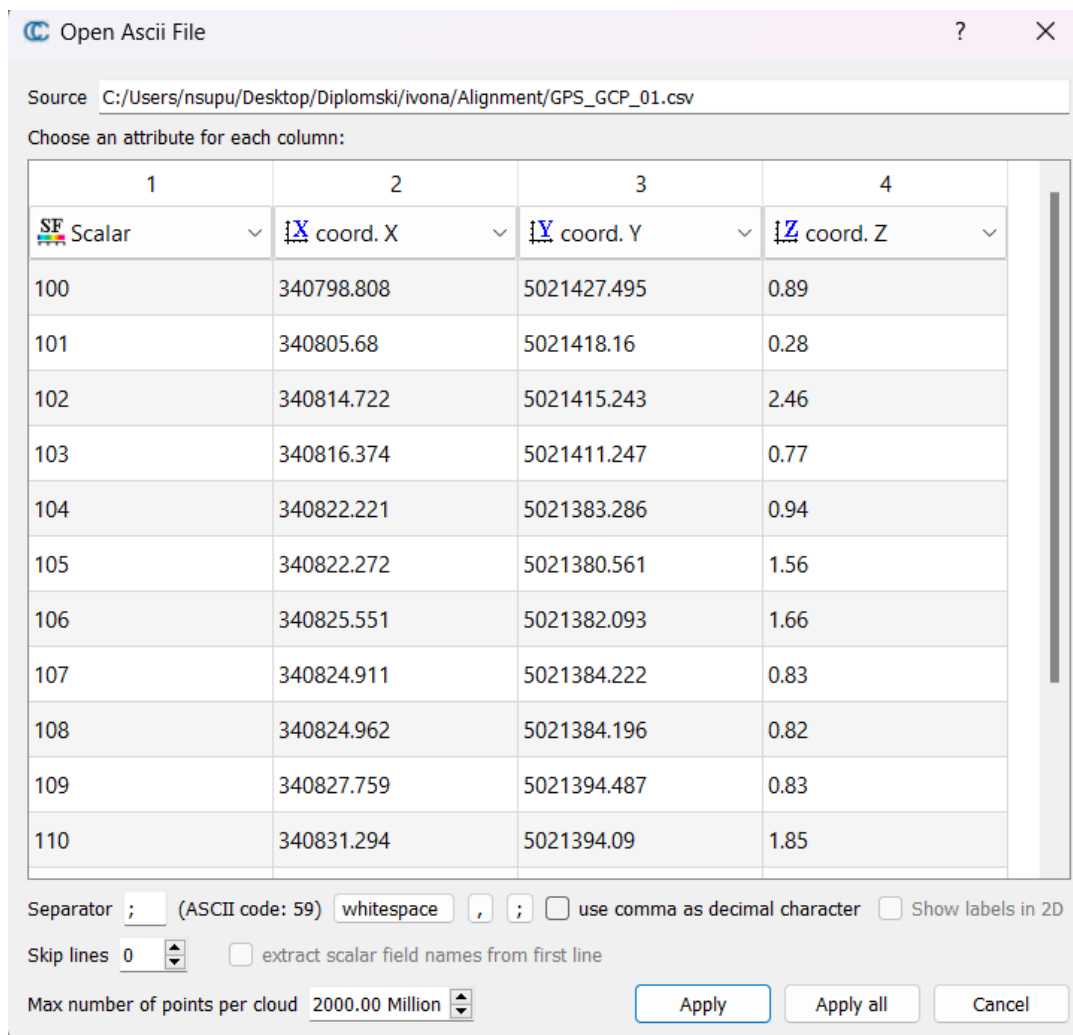 Open Ascii File ?
Source C:/Users/nsupu/Desktop/Diplomski/ivona/Alignment/GPS_GCP_01.csv
Choose an attribute for each column:
1 2 3 4
SF Scalar X coord. X Y coord. Y Z coord. Z
100 340798.808 5021427.495 0.89
101 340805.68 5021418.16 0.28
102 340814.722 5021415.243 2.46
103 340816.374 5021411.247 0.77
104 340822.221 5021383.286 0.94
105 340822.272 5021380.561 1.56
106 340825.551 5021382.093 1.66
107 340824.911 5021384.222 0.83
108 340824.962 5021384.196 0.82
109 340827.759 5021394.487 0.83
110 340831.294 5021394.09 1.85
Separator ; (ASCII code: 59) whitespace , ; use comma as decimal character Show labels in 2D
Skip lines 0 extract scalar field names from first line
Max number of points per cloud 2000.00 Million Apply Apply all Cancel